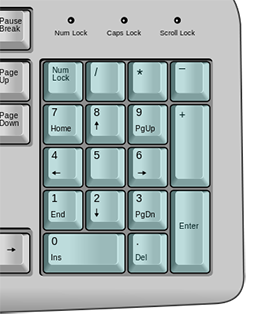 Pause
Break
Num Lock Caps Lock Scroll Lock
Page
Up
Num
Lock
/ * −
Page
Down
7 8 9 +
Home ↑ PgUp
4 5 6
← →
1 2 3
End ↓ PgDn
Enter
→
0 .
Ins Del